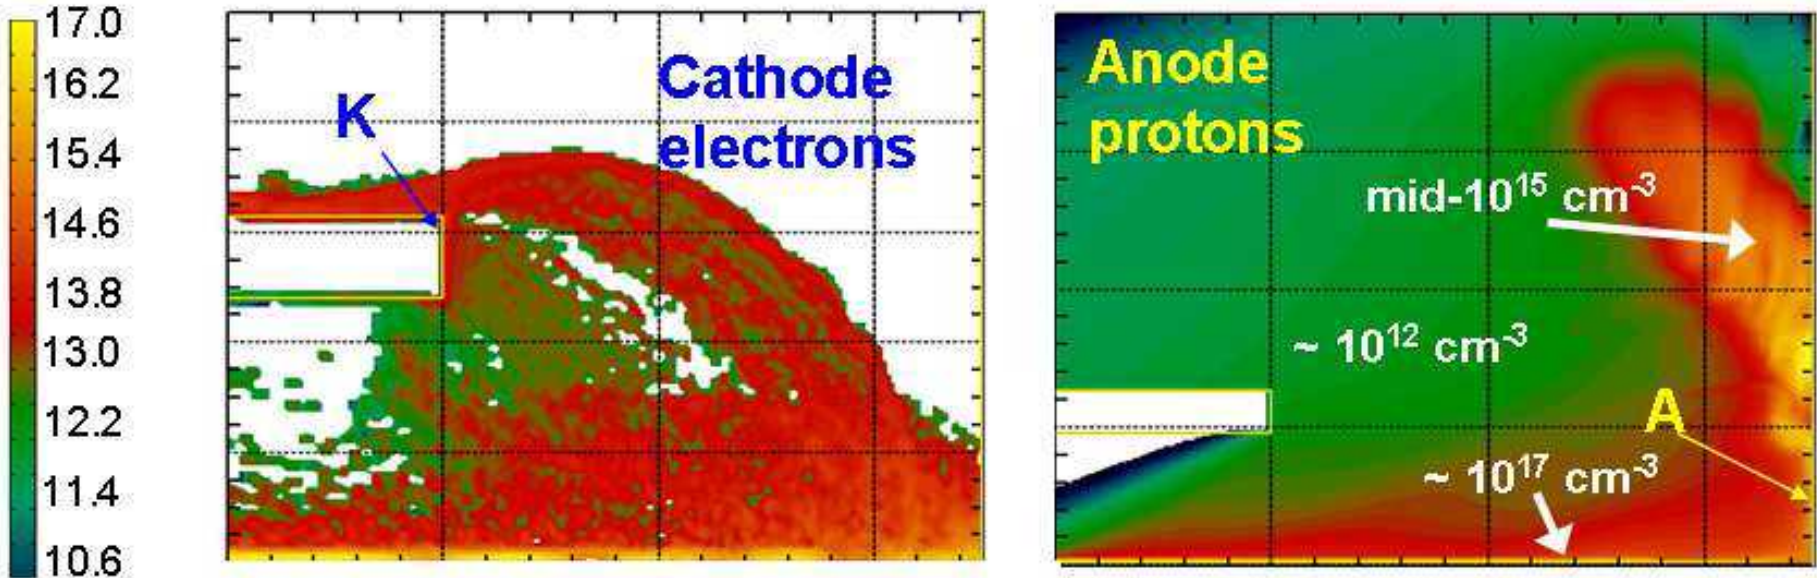 17.0
16.2
15.4
14.6
13.8
13.0
12.2
11.4
10.6
K
Cathode
electrons
Anode
protons
mid-10¹⁵ cm⁻³
~ 10¹² cm⁻³
A
~ 10¹⁷ cm⁻³